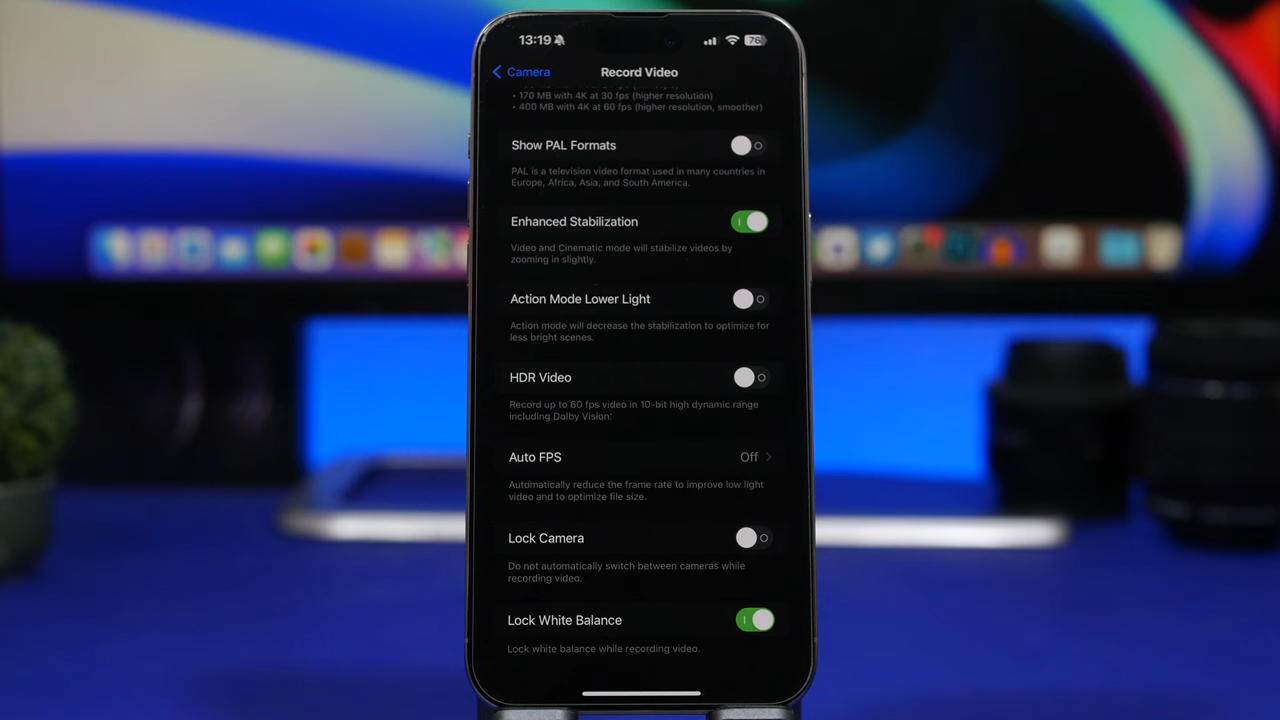 13:19
76
Camera
Record Video
• 170 MB with 4K at 30 fps (higher resolution)
• 400 MB with 4K at 60 fps (higher resolution, smoother)
Show PAL Formats
PAL is a television video format used in many countries in
Europe, Africa, Asia, and South America.
Enhanced Stabilization
Video and Cinematic mode will stabilize videos by
zooming in slightly.
Action Mode Lower Light
Action mode will decrease the stabilization to optimize for
less bright scenes.
HDR Video
Record up to 60 fps video in 10-bit high dynamic range
including Dolby Vision.
Auto FPS
Off
Automatically reduce the frame rate to improve low light
video and to optimize file size.
Lock Camera
Do not automatically switch between cameras while
recording video.
Lock White Balance
Lock white balance while recording video.